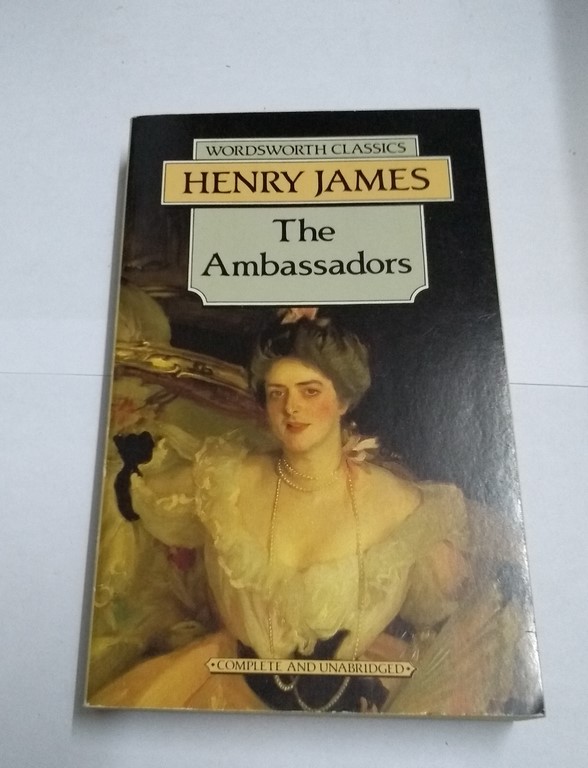 WORDSWORTH CLASSICS
HENRY JAMES
The
Ambassadors
•COMPLETE AND UNABRIDGED•